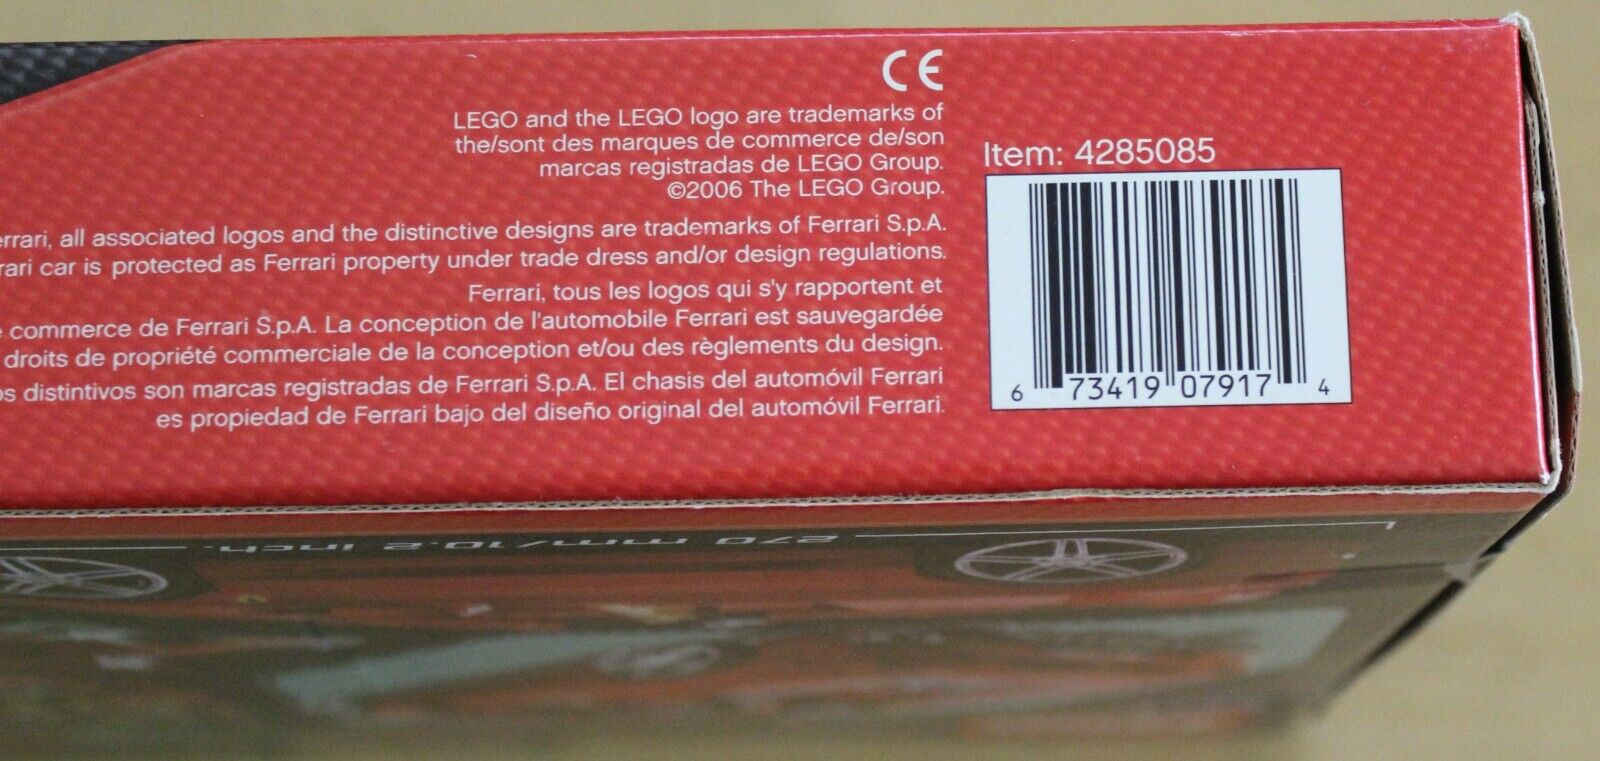 CE
LEGO and the LEGO logo are trademarks of
the/sont des marques de commerce de/son
marcas registradas de LEGO Group.
©2006 The LEGO Group.
all associated logos and the distinctive designs are trademarks of Ferrari S.p.A.
car is protected as Ferrari property under trade dress and/or design regulations.
Ferrari, tous les logos qui s'y rapportent et
commerce de Ferrari S.p.A. La conception de l'automobile Ferrari est sauvegardée
droits de propriété commerciale de la conception et/ou des règlements du design.
distintivos son marcas registradas de Ferrari S.p.A. El chasis del automóvil Ferrari
es propiedad de Ferrari bajo del diseño original del automóvil Ferrari.
Item: 4285085
6 73419 07917 4
270 mm/10.2 inch.